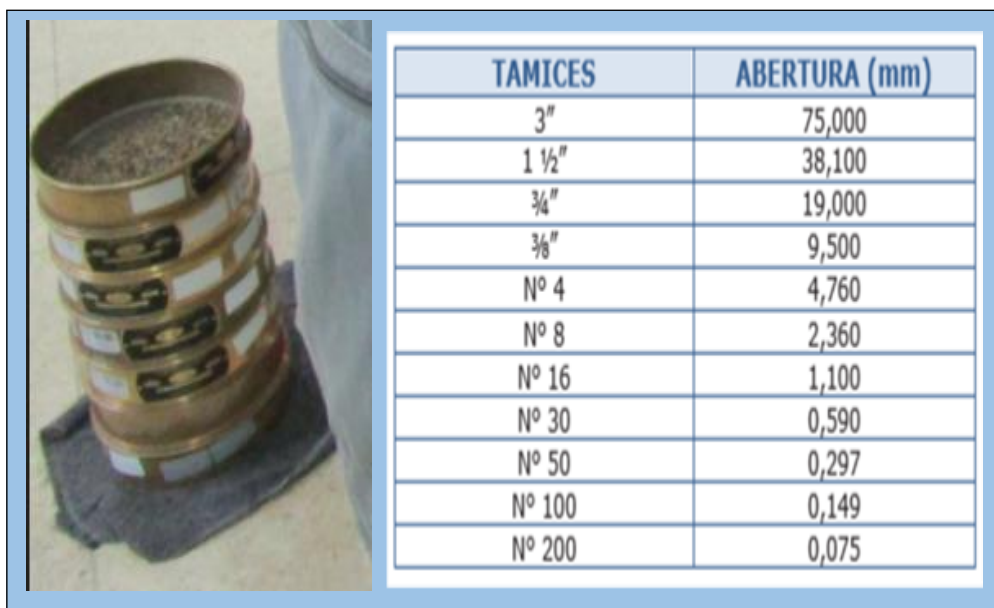 TAMICES ABERTURA (mm)
3" 75,000
1 ½" 38,100
¾" 19,000
⅜" 9,500
Nº 4 4,760
Nº 8 2,360
Nº 16 1,100
Nº 30 0,590
Nº 50 0,297
Nº 100 0,149
Nº 200 0,075